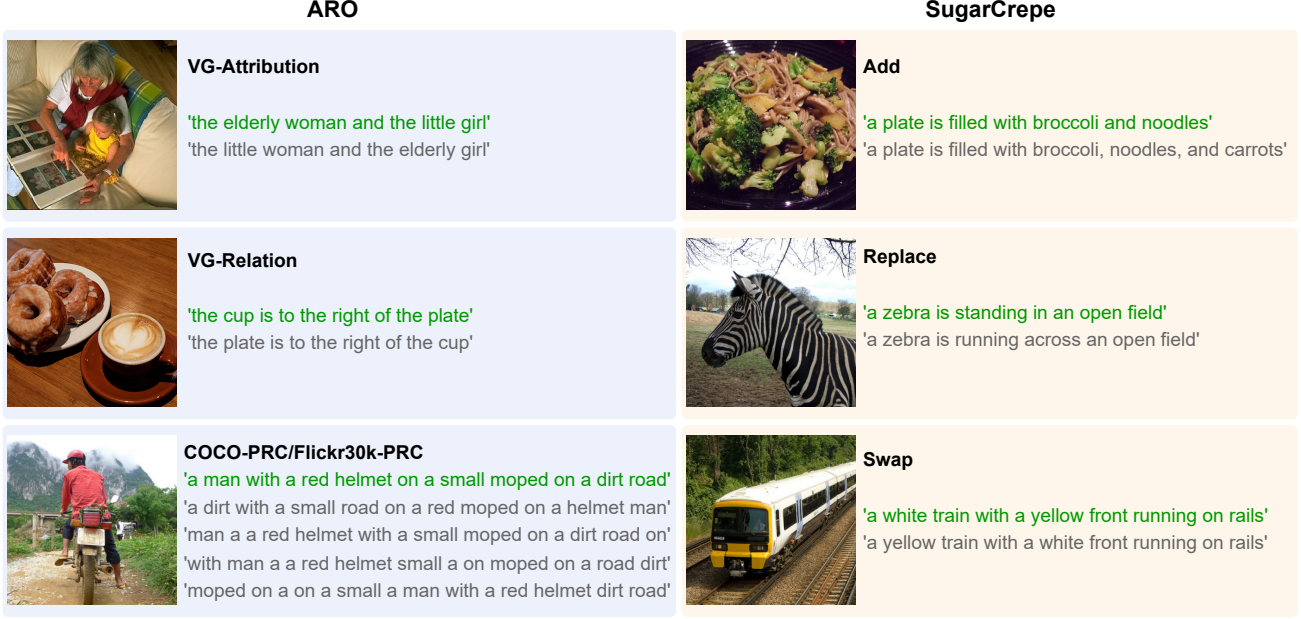 ARO
VG-Attribution
'the elderly woman and the little girl'
'the little woman and the elderly girl'
VG-Relation
'the cup is to the right of the plate'
'the plate is to the right of the cup'
COCO-PRC/Flickr30k-PRC
'a man with a red helmet on a small moped on a dirt road'
'a dirt with a small road on a red moped on a helmet man'
'man a a red helmet with a small moped on a dirt road on'
'with man a a red helmet small a on moped on a road dirt'
'moped on a on a small a man with a red helmet dirt road'
SugarCrepe
Add
'a plate is filled with broccoli and noodles'
'a plate is filled with broccoli, noodles, and carrots'
Replace
'a zebra is standing in an open field'
'a zebra is running across an open field'
Swap
'a white train with a yellow front running on rails'
'a yellow train with a white front running on rails'